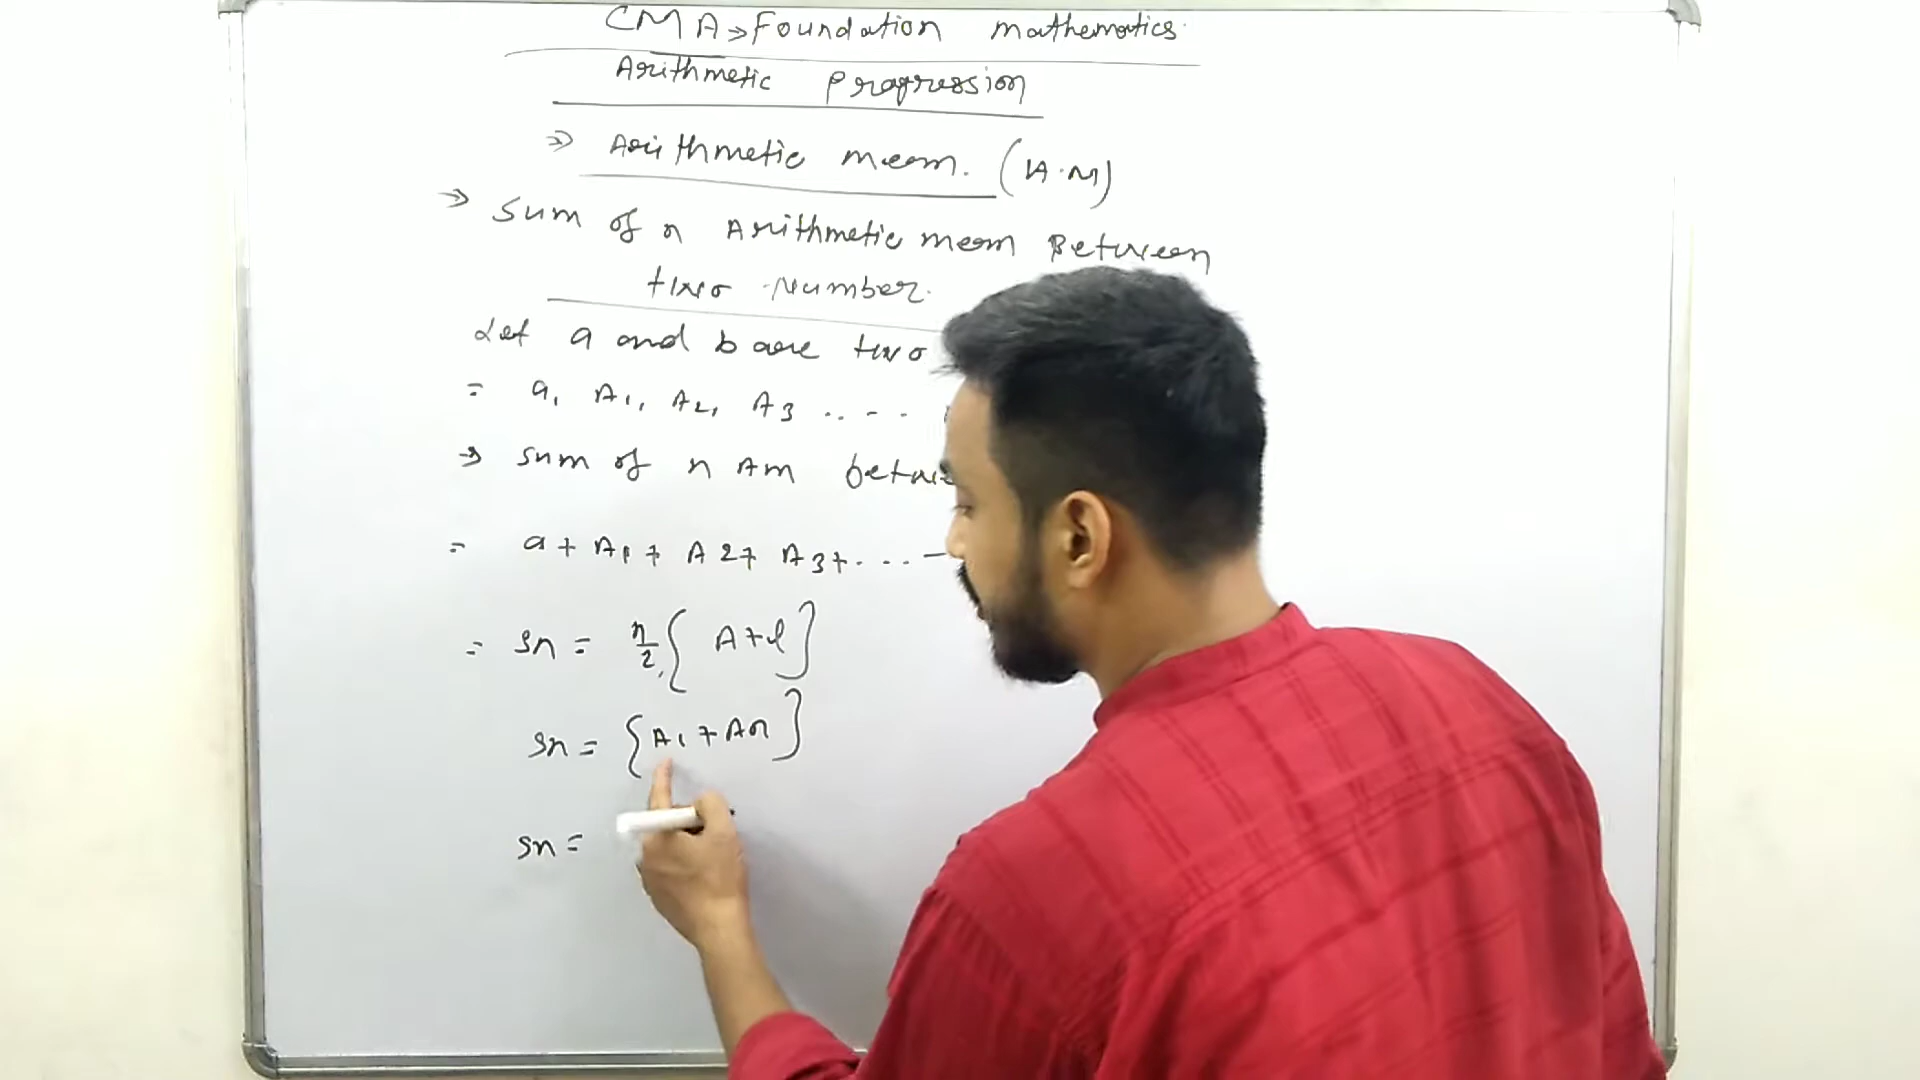 CMA => Foundation mathematics
Arithmetic Progression
=> Arithmetic mean. (A.M)
=> Sum of n Arithmetic mean Between
two Number.
Let a and b are two
= a, A1, A2, A3 ....
→ sum of n AM
= a + A1 + A2 + A3 + ... -
= Sn = n/2 { A+l }
Sn = { A1 + An }
Sn =